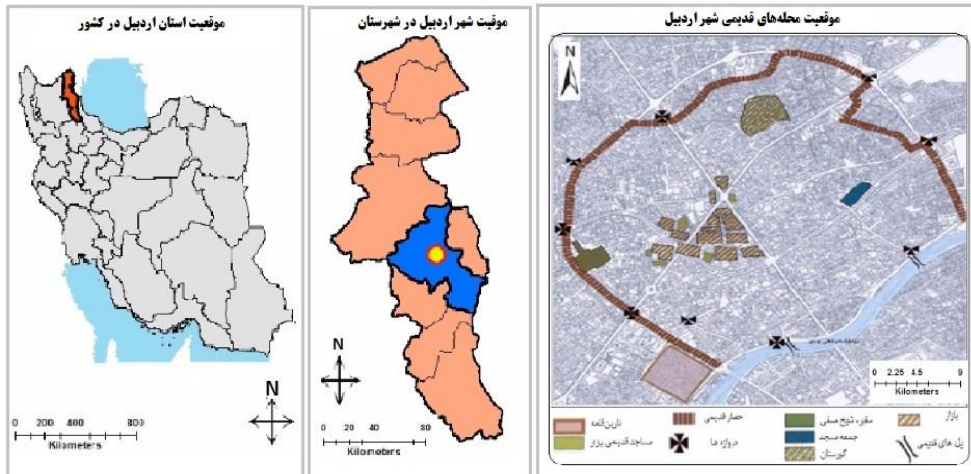 موقعیت استان اردبیل در کشور
N
0 200 400 800
Kilometers
موقیت شهر اردبیل در شهرستان
N
0 20 40 80
Kilometers
موقعیت محله‌های قدیمی شهر اردبیل
N
0 2.25 4.5 9
Kilometers
بازار
پل های قدیمی
مقبره شیخ صفی
جمعه مسجد
گورستان
حصار قدیمی
دروازه ها
نارین قلعه
مساجد قدیمی بازار